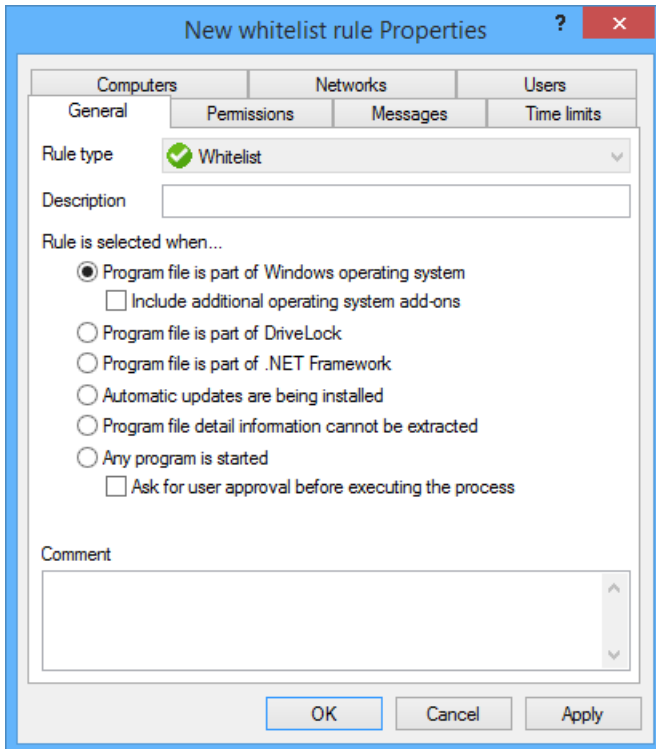 New whitelist rule Properties ? ×
Computers Networks Users
General Permissions Messages Time limits
Rule type Whitelist
Description
Rule is selected when...
Program file is part of Windows operating system
Include additional operating system add-ons
Program file is part of DriveLock
Program file is part of .NET Framework
Automatic updates are being installed
Program file detail information cannot be extracted
Any program is started
Ask for user approval before executing the process
Comment
OK Cancel Apply